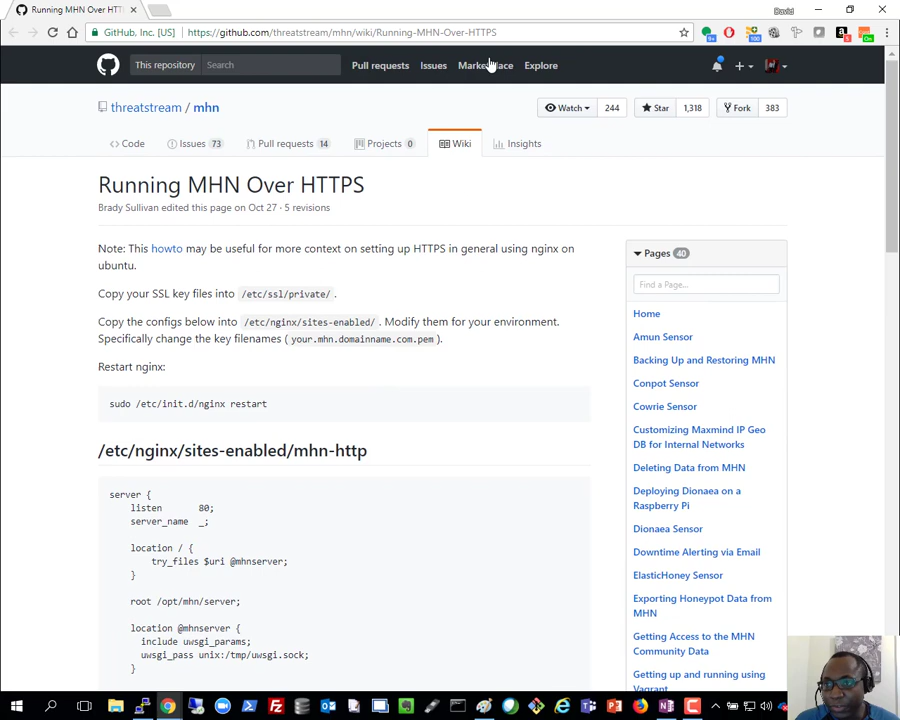 Running MHN Over HTT
David
GitHub, Inc. [US]
https://github.com/threatstream/mhn/wiki/Running-MHN-Over-HTTPS
This repository
Search
Pull requests
Issues
Marketplace
Explore
threatstream / mhn
Watch
244
Star
1,318
Fork
383
Code
Issues 73
Pull requests 14
Projects 0
Wiki
Insights
Running MHN Over HTTPS
Brady Sullivan edited this page on Oct 27 · 5 revisions
Note: This howto may be useful for more context on setting up HTTPS in general using nginx on
ubuntu.
Copy your SSL key files into /etc/ssl/private/ .
Copy the configs below into /etc/nginx/sites-enabled/ . Modify them for your environment.
Specifically change the key filenames ( your.mhn.domainname.com.pem ).
Restart nginx:
sudo /etc/init.d/nginx restart
/etc/nginx/sites-enabled/mhn-http
server {
listen 80;
server_name _;
location / {
try_files $uri @mhnserver;
}
root /opt/mhn/server;
location @mhnserver {
include uwsgi_params;
uwsgi_pass unix:/tmp/uwsgi.sock;
}
Pages 40
Find a Page...
Home
Amun Sensor
Backing Up and Restoring MHN
Conpot Sensor
Cowrie Sensor
Customizing Maxmind IP Geo
DB for Internal Networks
Deleting Data from MHN
Deploying Dionaea on a
Raspberry Pi
Dionaea Sensor
Downtime Alerting via Email
ElasticHoney Sensor
Exporting Honeypot Data from
MHN
Getting Access to the MHN
Community Data
Getting up and running using
Vagrant